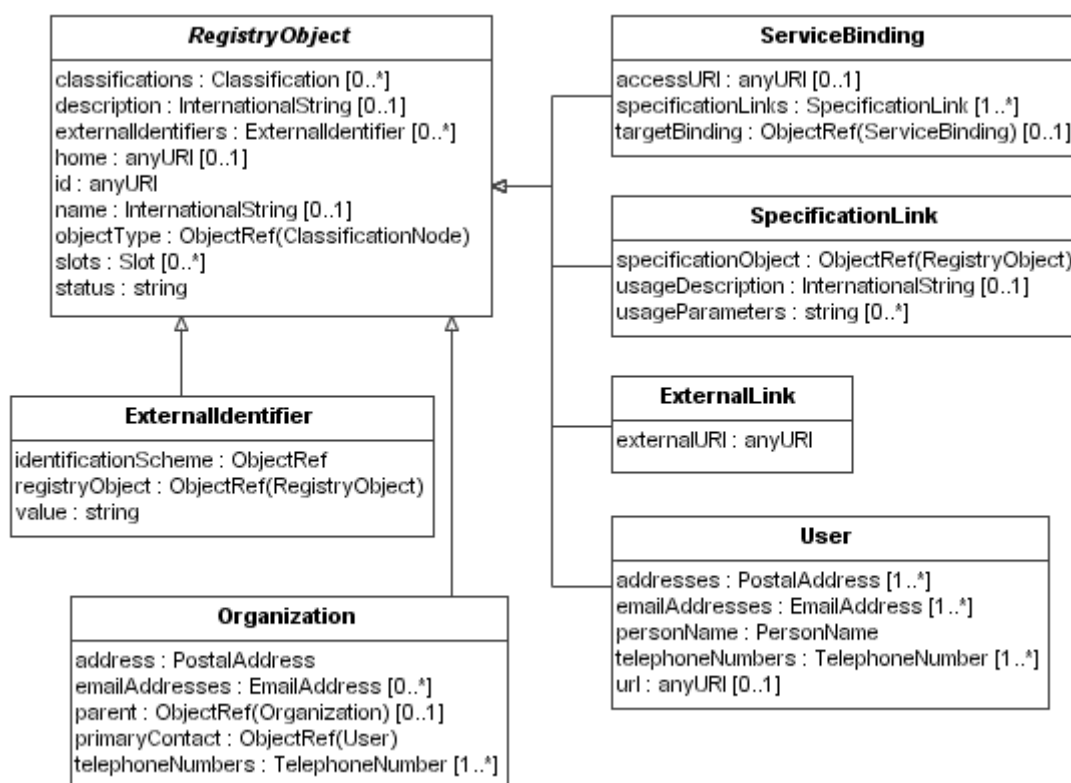 RegistryObject
classifications : Classification [0..*]
description : InternationalString [0..1]
externalIdentifiers : ExternalIdentifier [0..*]
home : anyURI [0..1]
id : anyURI
name : InternationalString [0..1]
objectType : ObjectRef(ClassificationNode)
slots : Slot [0..*]
status : string
ServiceBinding
accessURI : anyURI [0..1]
specificationLinks : SpecificationLink [1..*]
targetBinding : ObjectRef(ServiceBinding) [0..1]
SpecificationLink
specificationObject : ObjectRef(RegistryObject)
usageDescription : InternationalString [0..1]
usageParameters : string [0..*]
ExternalIdentifier
identificationScheme : ObjectRef
registryObject : ObjectRef(RegistryObject)
value : string
ExternalLink
externalURI : anyURI
User
addresses : PostalAddress [1..*]
emailAddresses : EmailAddress [1..*]
personName : PersonName
telephoneNumbers : TelephoneNumber [1..*]
url : anyURI [0..1]
Organization
address : PostalAddress
emailAddresses : EmailAddress [0..*]
parent : ObjectRef(Organization) [0..1]
primaryContact : ObjectRef(User)
telephoneNumbers : TelephoneNumber [1..*]